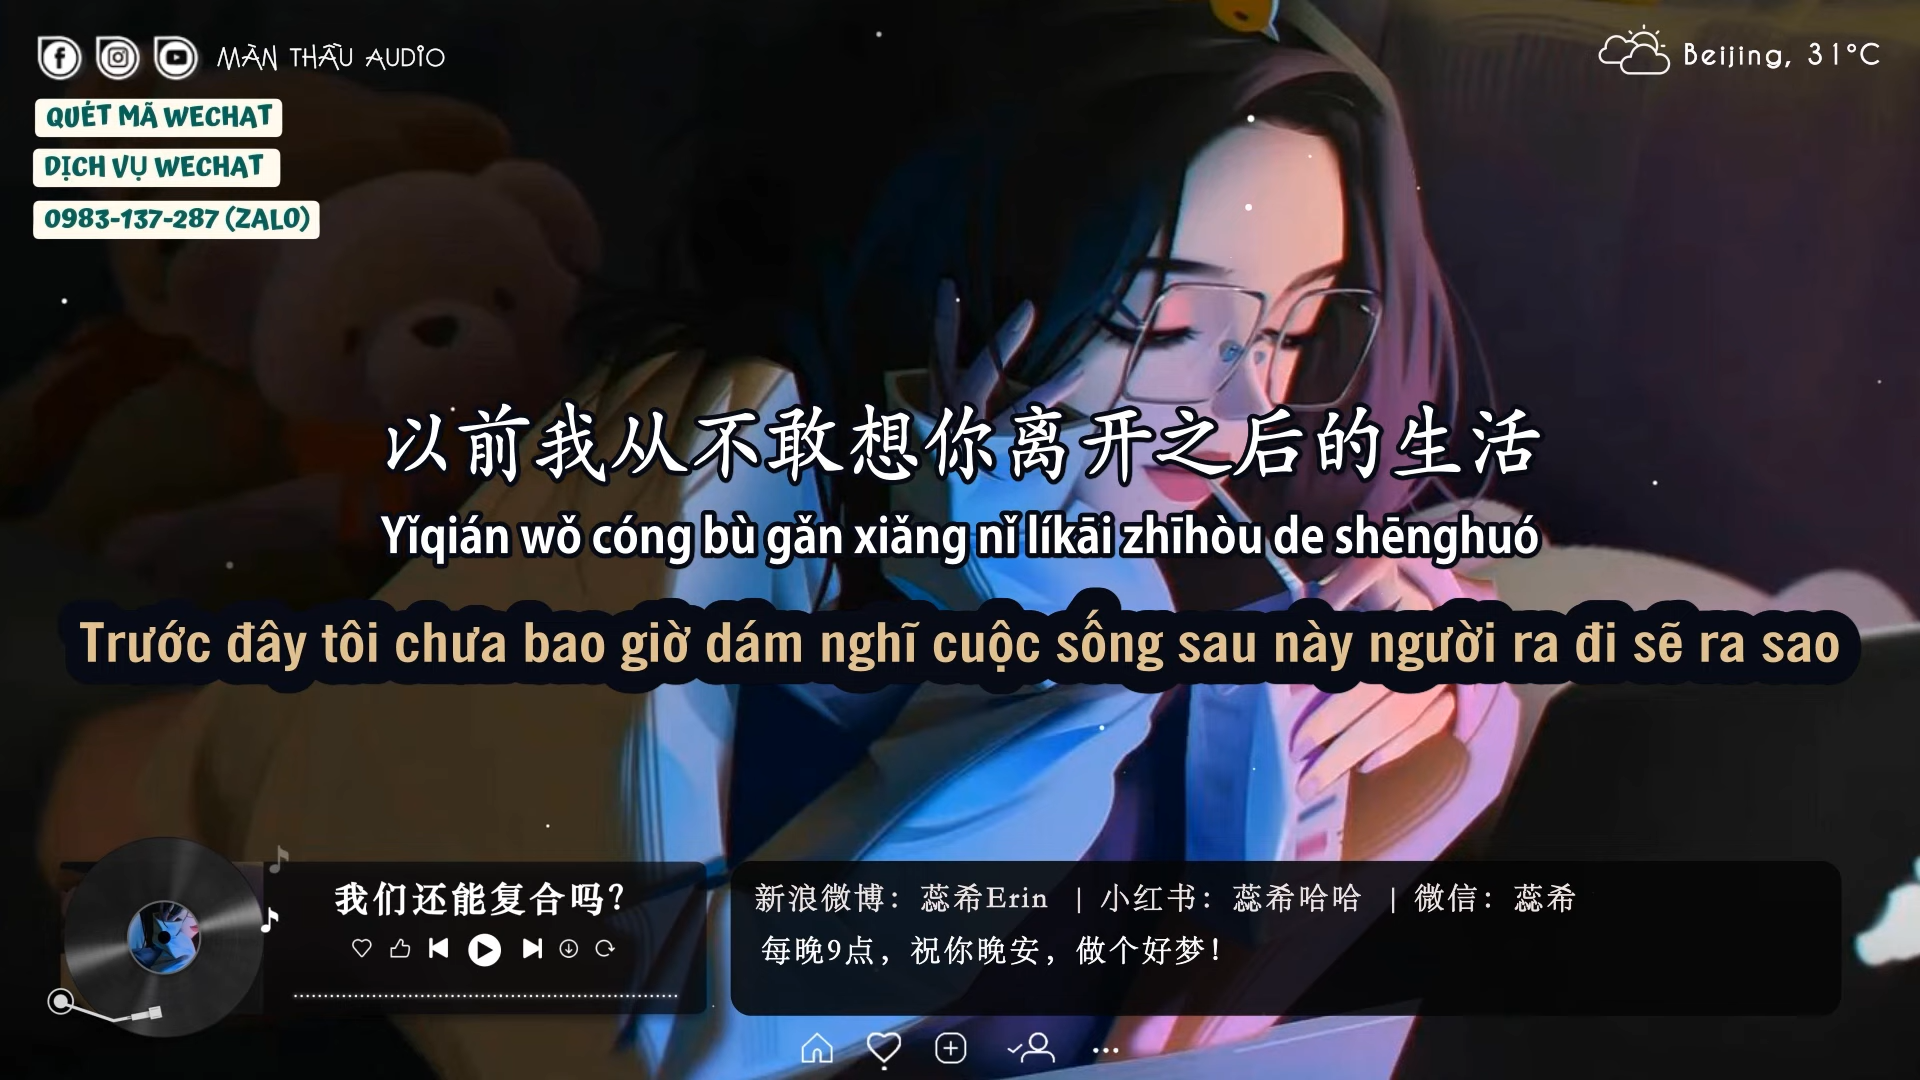 MÀN THẦU AUDIO
Beijing, 31°C
QUÉT MÃ WECHAT
DỊCH VỤ WECHAT
0983-137-287 (ZALO)
以前我从不敢想你离开之后的生活
Yǐqián wǒ cóng bù gǎn xiǎng nǐ líkāi zhīhòu de shēnghuó
Trước đây tôi chưa bao giờ dám nghĩ cuộc sống sau này người ra đi sẽ ra sao
我们还能复合吗?
新浪微博: 蕊希Erin | 小红书: 蕊希哈哈 | 微信: 蕊希
每晚9点, 祝你晚安, 做个好梦!